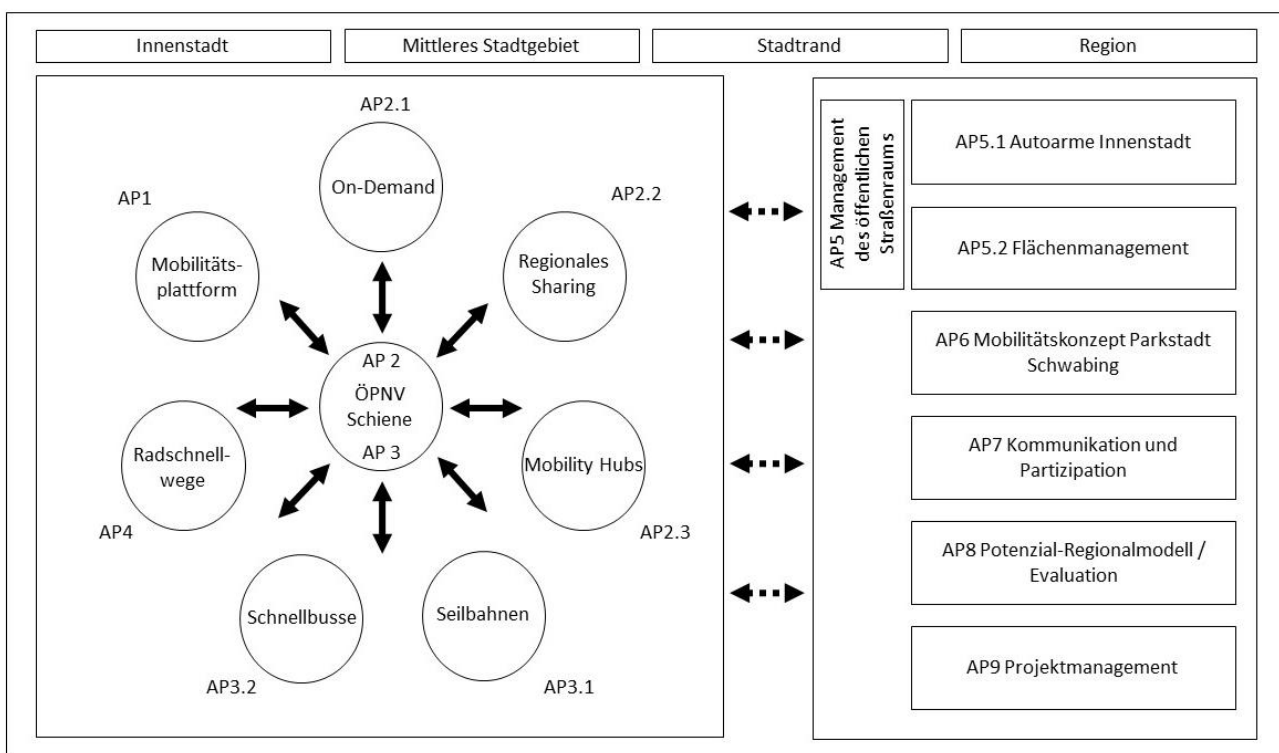 Innenstadt
Mittleres Stadtgebiet
Stadtrand
Region
AP2.1
On-Demand
AP1
Mobilitäts-
plattform
AP2.2
Regionales
Sharing
AP 2
ÖPNV
Schiene
AP 3
Radschnell-
wege
AP4
Mobility Hubs
AP2.3
Schnellbusse
AP3.2
Seilbahnen
AP3.1
AP5 Management
des öffentlichen
Straßenraums
AP5.1 Autoarme Innenstadt
AP5.2 Flächenmanagement
AP6 Mobilitätskonzept Parkstadt
Schwabing
AP7 Kommunikation und
Partizipation
AP8 Potenzial-Regionalmodell /
Evaluation
AP9 Projektmanagement